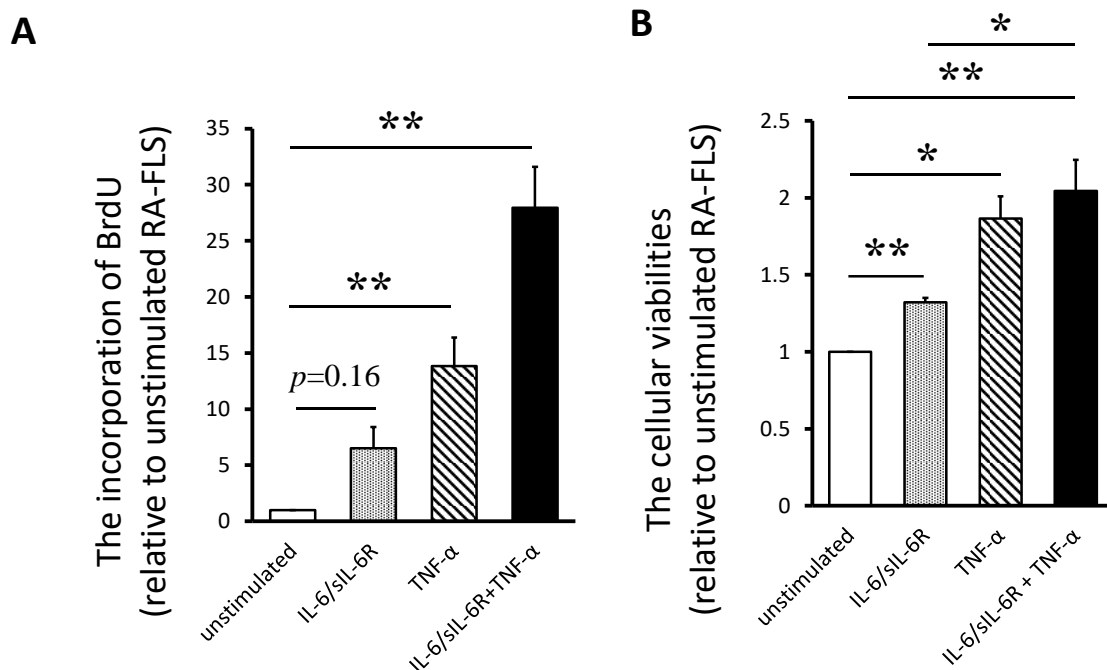 A
The incorporation of BrdU
(relative to unstimulated RA-FLS)
35
30
25
20
15
10
5
0
**
**
p=0.16
unstimulated
IL-6/sIL-6R
TNF-α
IL-6/sIL-6R+TNF-α
B
The cellular viabilities
(relative to unstimulated RA-FLS)
2.5
2
1.5
1
0.5
0
*
**
*
**
unstimulated
IL-6/sIL-6R
TNF-α
IL-6/sIL-6R + TNF-α